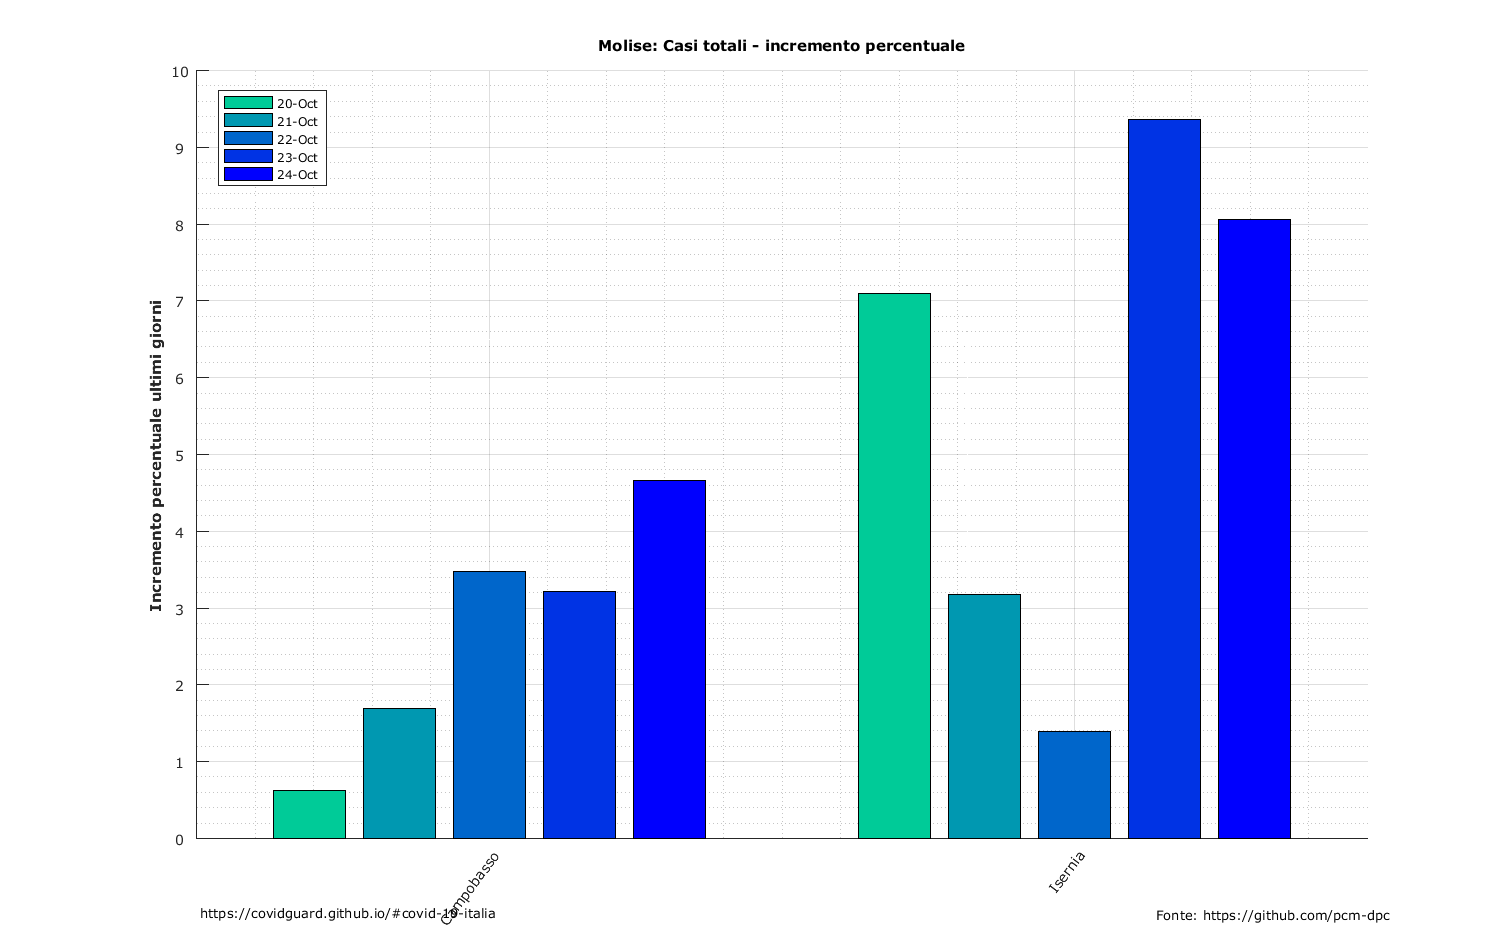 Molise: Casi totali - incremento percentuale
10
9
8
7
6
5
4
3
2
1
0
20-Oct
21-Oct
22-Oct
23-Oct
24-Oct
Incremento percentuale ultimi giorni
Campobasso
Isernia
https://covidguard.github.io/#covid-19-italia
Fonte: https://github.com/pcm-dpc